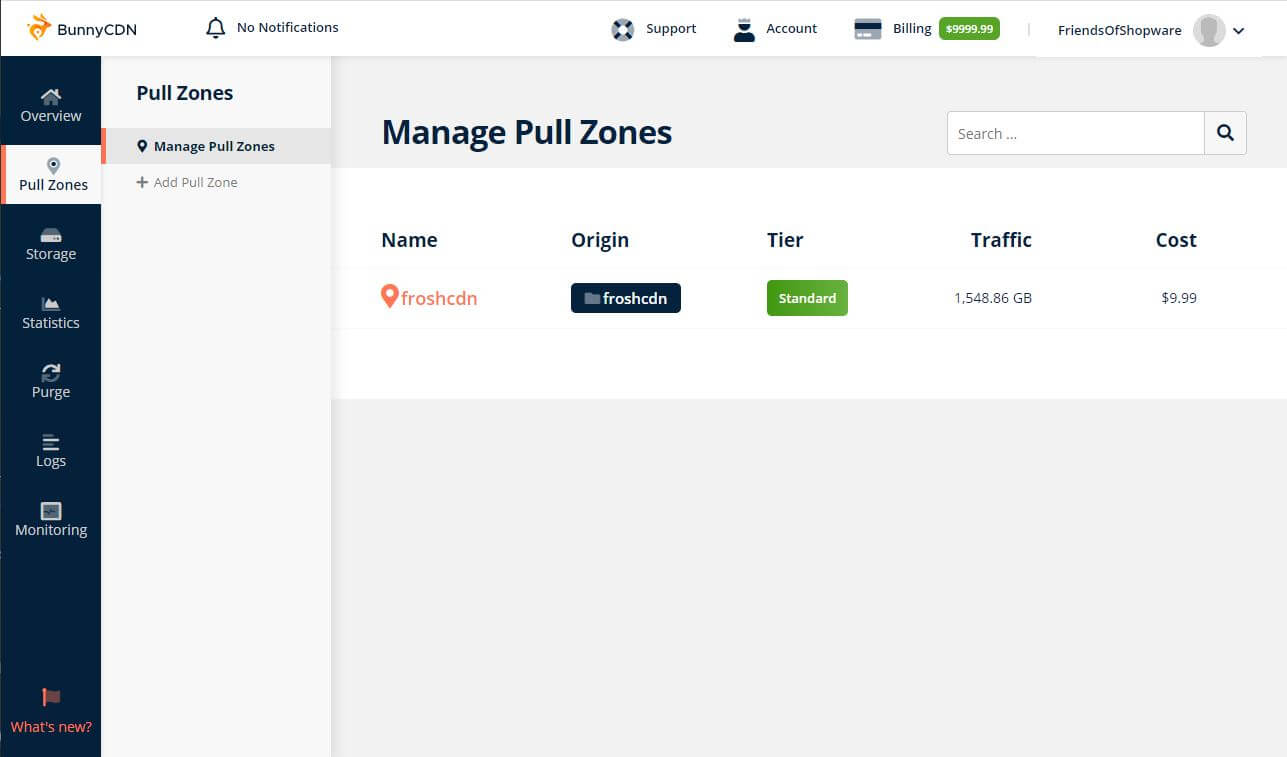 BunnyCDN
No Notifications
Support
Account
Billing $9999.99
FriendsOfShopware
Overview
Pull Zones
Storage
Statistics
Purge
Logs
Monitoring
What's new?
Pull Zones
Manage Pull Zones
Add Pull Zone
Manage Pull Zones
Search ...
Name Origin Tier Traffic Cost
froshcdn froshcdn Standard 1,548.86 GB $9.99